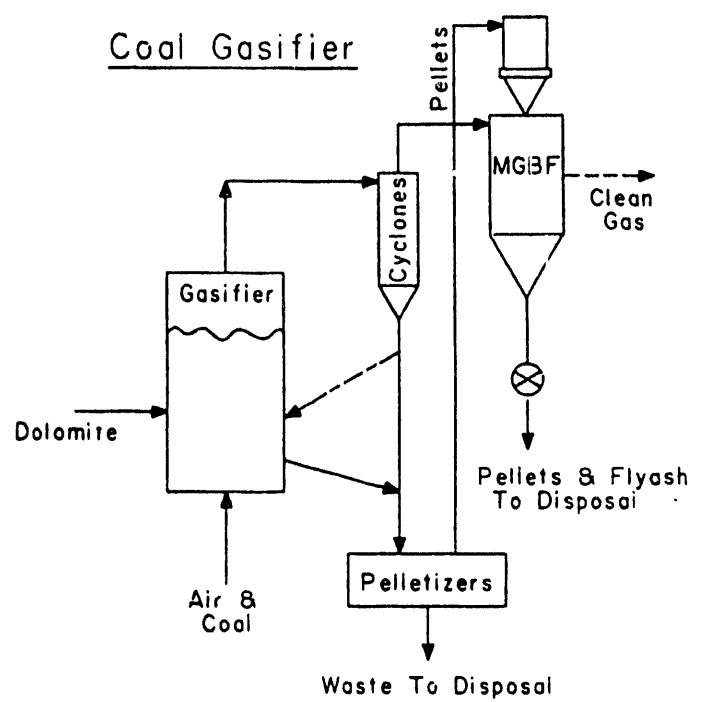 Coal Gasifier
Pellets
MGBF
Clean
Gas
Cyclones
Gasifier
Dolomite
Pellets & Flyash
To Disposal
Pelletizers
Air &
Coal
Waste To Disposal